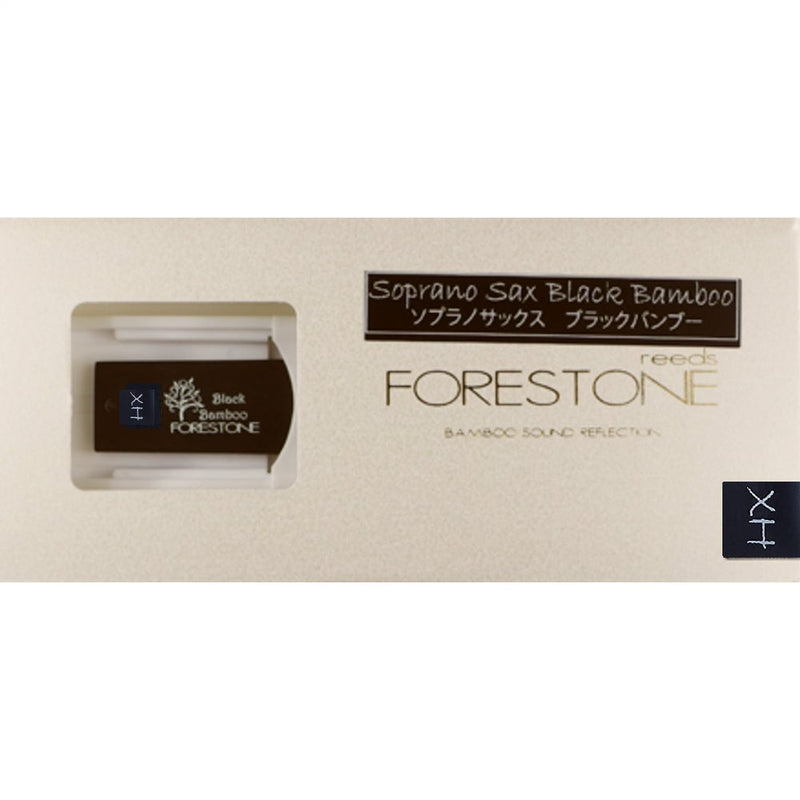 Soprano Sax Black Bamboo
ソプラノサックス ブラックバンブー
reeds
FORESTONE
BAMBOO SOUND REFLECTION
XH
Black
Bamboo
FORESTONE
XH